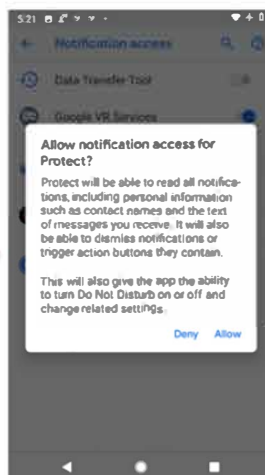 5:21
Notification access
Data Transfer Tool
Google VR Services
Allow notification access for
Protect?
Protect will be able to read all notifica-
tions, including personal information
such as contact names and the text
of messages you receive. It will also
be able to dismiss notifications or
trigger action buttons they contain.
This will also give the app the ability
to turn Do Not Disturb on or off and
change related settings.
Deny Allow